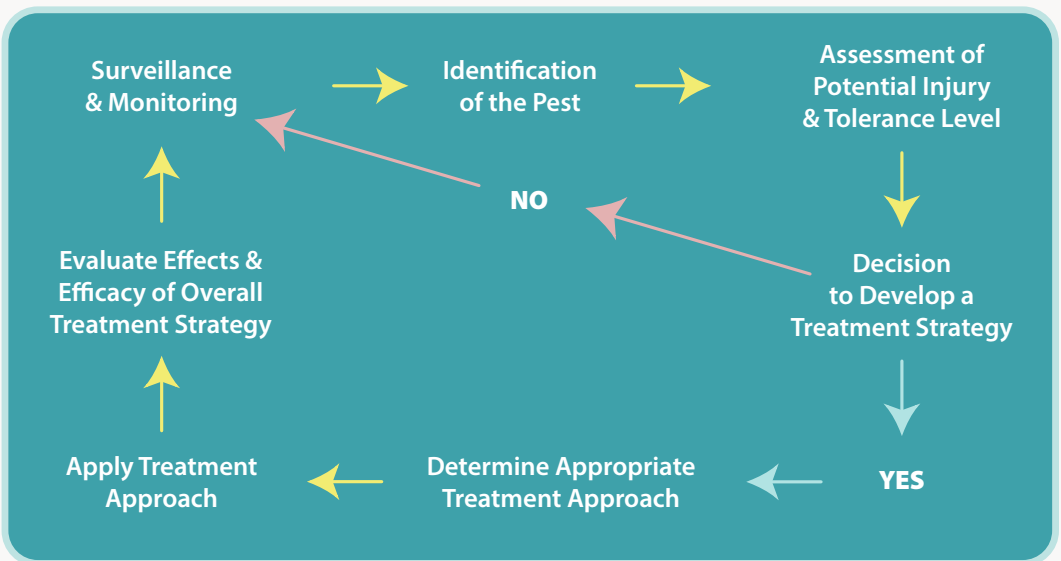 Surveillance
& Monitoring
Identification
of the Pest
Assessment of
Potential Injury
& Tolerance Level
NO
Evaluate Effects &
Efficacy of Overall
Treatment Strategy
Decision
to Develop a
Treatment Strategy
Apply Treatment
Approach
Determine Appropriate
Treatment Approach
YES